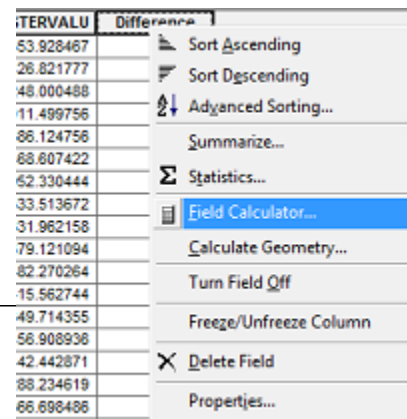 STERVALU Difference
53.928467
26.821777
48.000488
11.499756
86.124756
68.607422
952.330444
33.513672
31.962158
79.121094
82.270264
15.562744
49.714355
56.908936
42.442871
88.234619
66.698486
Sort Ascending
Sort Descending
Advanced Sorting...
Summarize...
Σ Statistics...
Field Calculator...
Calculate Geometry...
Turn Field Off
Freeze/Unfreeze Column
Delete Field
Properties...